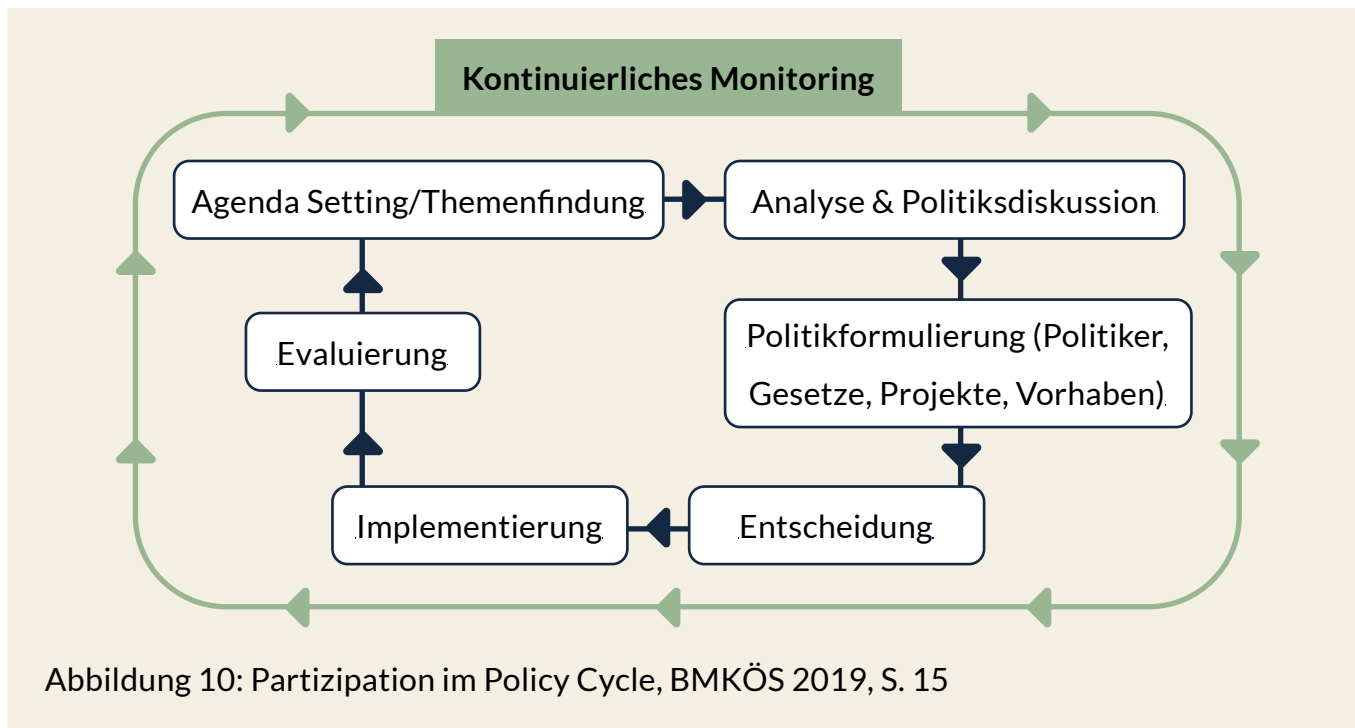 Kontinuierliches Monitoring
Agenda Setting/Themenfindung
Analyse & Politiksdiskussion
Politikformulierung (Politiker,
Gesetze, Projekte, Vorhaben)
Evaluierung
Implementierung
Entscheidung
Abbildung 10: Partizipation im Policy Cycle, BMKÖS 2019, S. 15